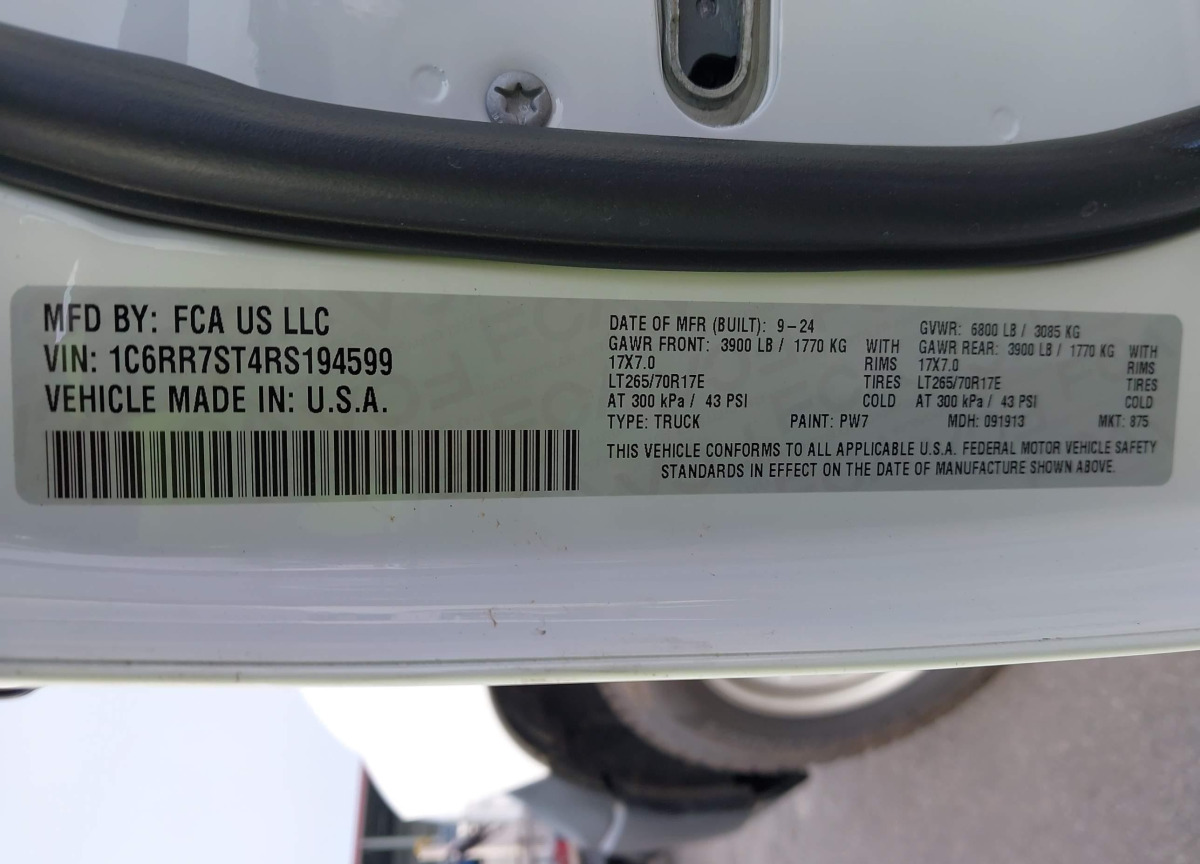 MFD BY: FCA US LLC
VIN: 1C6RR7ST4RS194599
VEHICLE MADE IN: U.S.A.
DATE OF MFR (BUILT): 9-24 GVWR: 6800 LB / 3085 KG
GAWR FRONT: 3900 LB / 1770 KG WITH GAWR REAR: 3900 LB / 1770 KG WITH
17X7.0 RIMS 17X7.0 RIMS
LT265/70R17E TIRES LT265/70R17E TIRES
AT 300 kPa / 43 PSI COLD AT 300 kPa / 43 PSI COLD
TYPE: TRUCK PAINT: PW7 MDH: 091913 MKT: 875
THIS VEHICLE CONFORMS TO ALL APPLICABLE U.S.A. FEDERAL MOTOR VEHICLE SAFETY
STANDARDS IN EFFECT ON THE DATE OF MANUFACTURE SHOWN ABOVE.